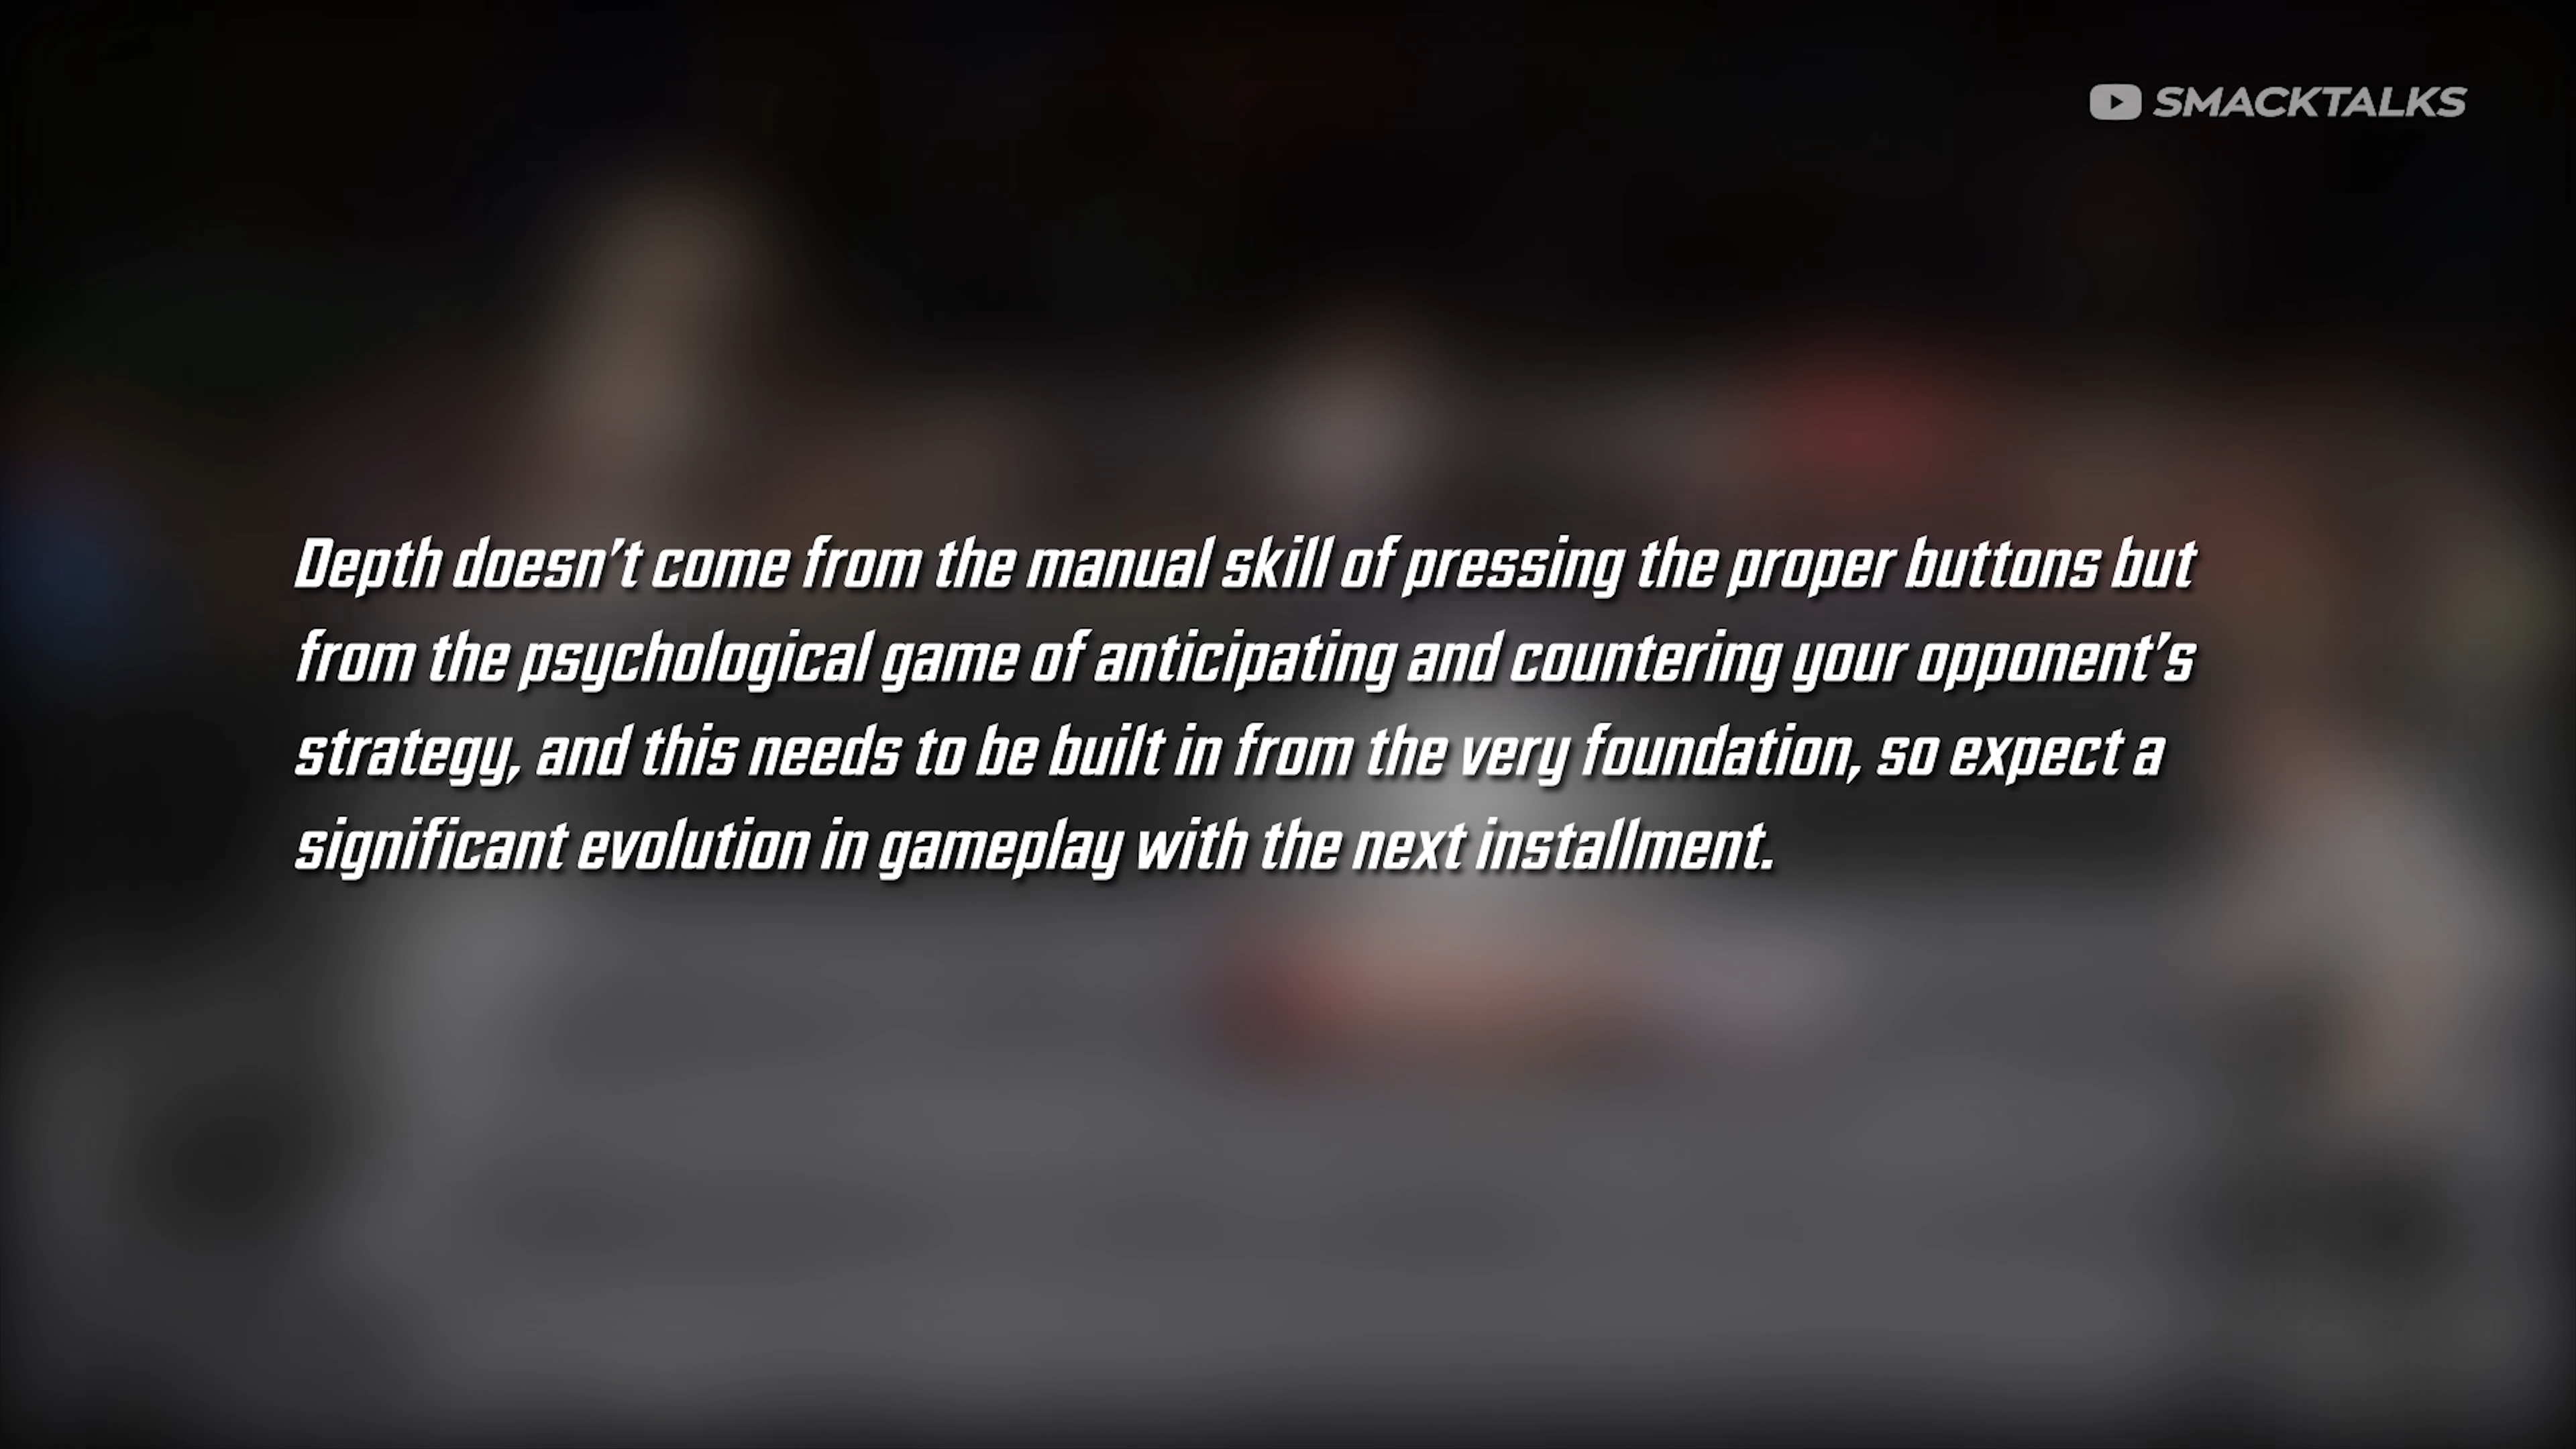 SMACKTALKS
Depth doesn’t come from the manual skill of pressing the proper buttons but
from the psychological game of anticipating and countering your opponent’s
strategy, and this needs to be built in from the very foundation, so expect a
significant evolution in gameplay with the next installment.